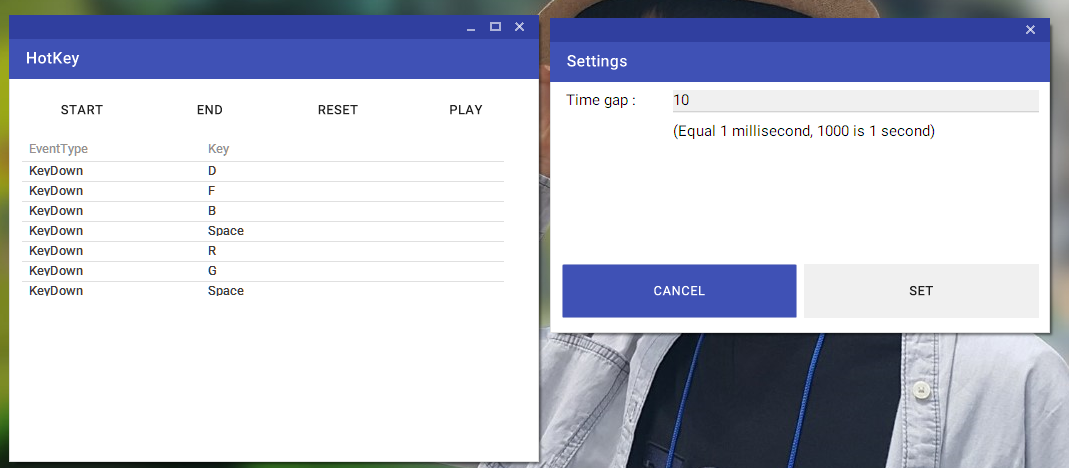 HotKey
START END RESET PLAY
EventType Key
KeyDown D
KeyDown F
KeyDown B
KeyDown Space
KeyDown R
KeyDown G
KeyDown Space
Settings
Time gap : 10
(Equal 1 millisecond, 1000 is 1 second)
CANCEL SET